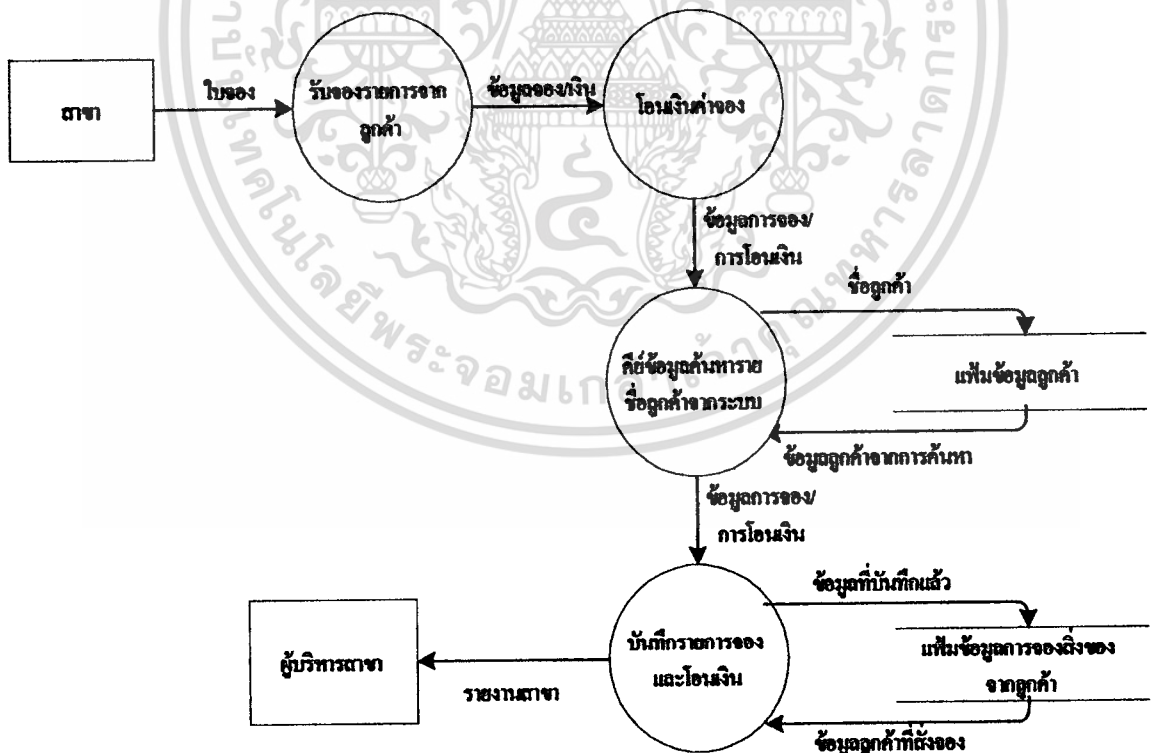 สาขา
ใบจอง
รับจองรายการจาก
ลูกค้า
ข้อมูลจอง/เงิน
โอนเงินค่าจอง
ข้อมูลการจอง/
การโอนเงิน
ชื่อลูกค้า
คีย์ข้อมูลค้นหาราย
ชื่อลูกค้าจากระบบ
แฟ้มข้อมูลลูกค้า
ข้อมูลลูกค้าจากการค้นหา
ข้อมูลการจอง/
การโอนเงิน
ข้อมูลที่บันทึกแล้ว
ผู้บริหารสาขา
รายงานสาขา
บันทึกรายการจอง
และโอนเงิน
แฟ้มข้อมูลการจองสิ่งของ
จากลูกค้า
ข้อมูลลูกค้าที่สั่งจอง